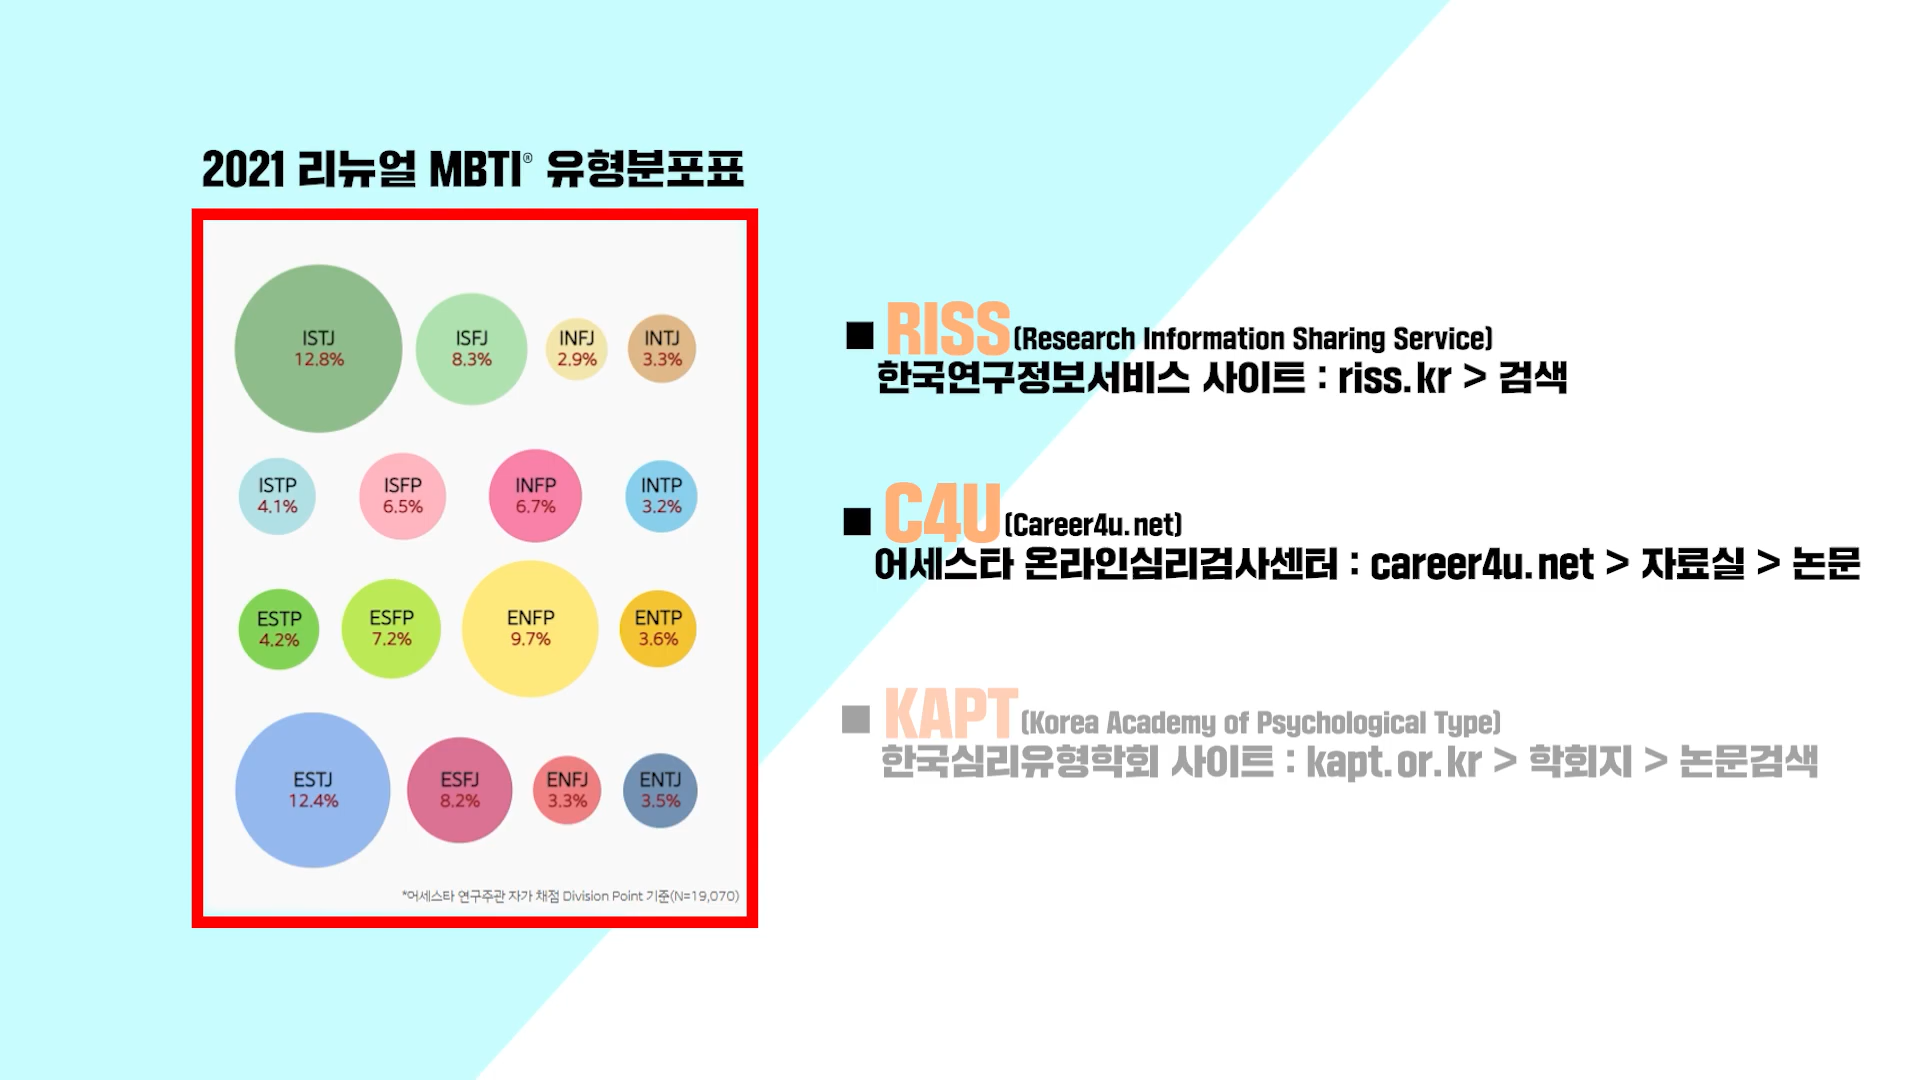 2021 리뉴얼 MBTI® 유형분포표
ISTJ
12.8%
ISFJ
8.3%
INFJ
2.9%
INTJ
3.3%
ISTP
4.1%
ISFP
6.5%
INFP
6.7%
INTP
3.2%
ESTP
4.2%
ESFP
7.2%
ENFP
9.7%
ENTP
3.6%
ESTJ
12.4%
ESFJ
8.2%
ENFJ
3.3%
ENTJ
3.5%
*어세스타 연구주관 자가 채점 Division Point 기준(N=19,070)
■ RISS(Research Information Sharing Service)
한국연구정보서비스 사이트 : riss.kr > 검색
■ C4U(Career4u.net)
어세스타 온라인심리검사센터 : career4u.net > 자료실 > 논문
■ KAPT(Korea Academy of Psychological Type)
한국심리유형학회 사이트 : kapt.or.kr > 학회지 > 논문검색